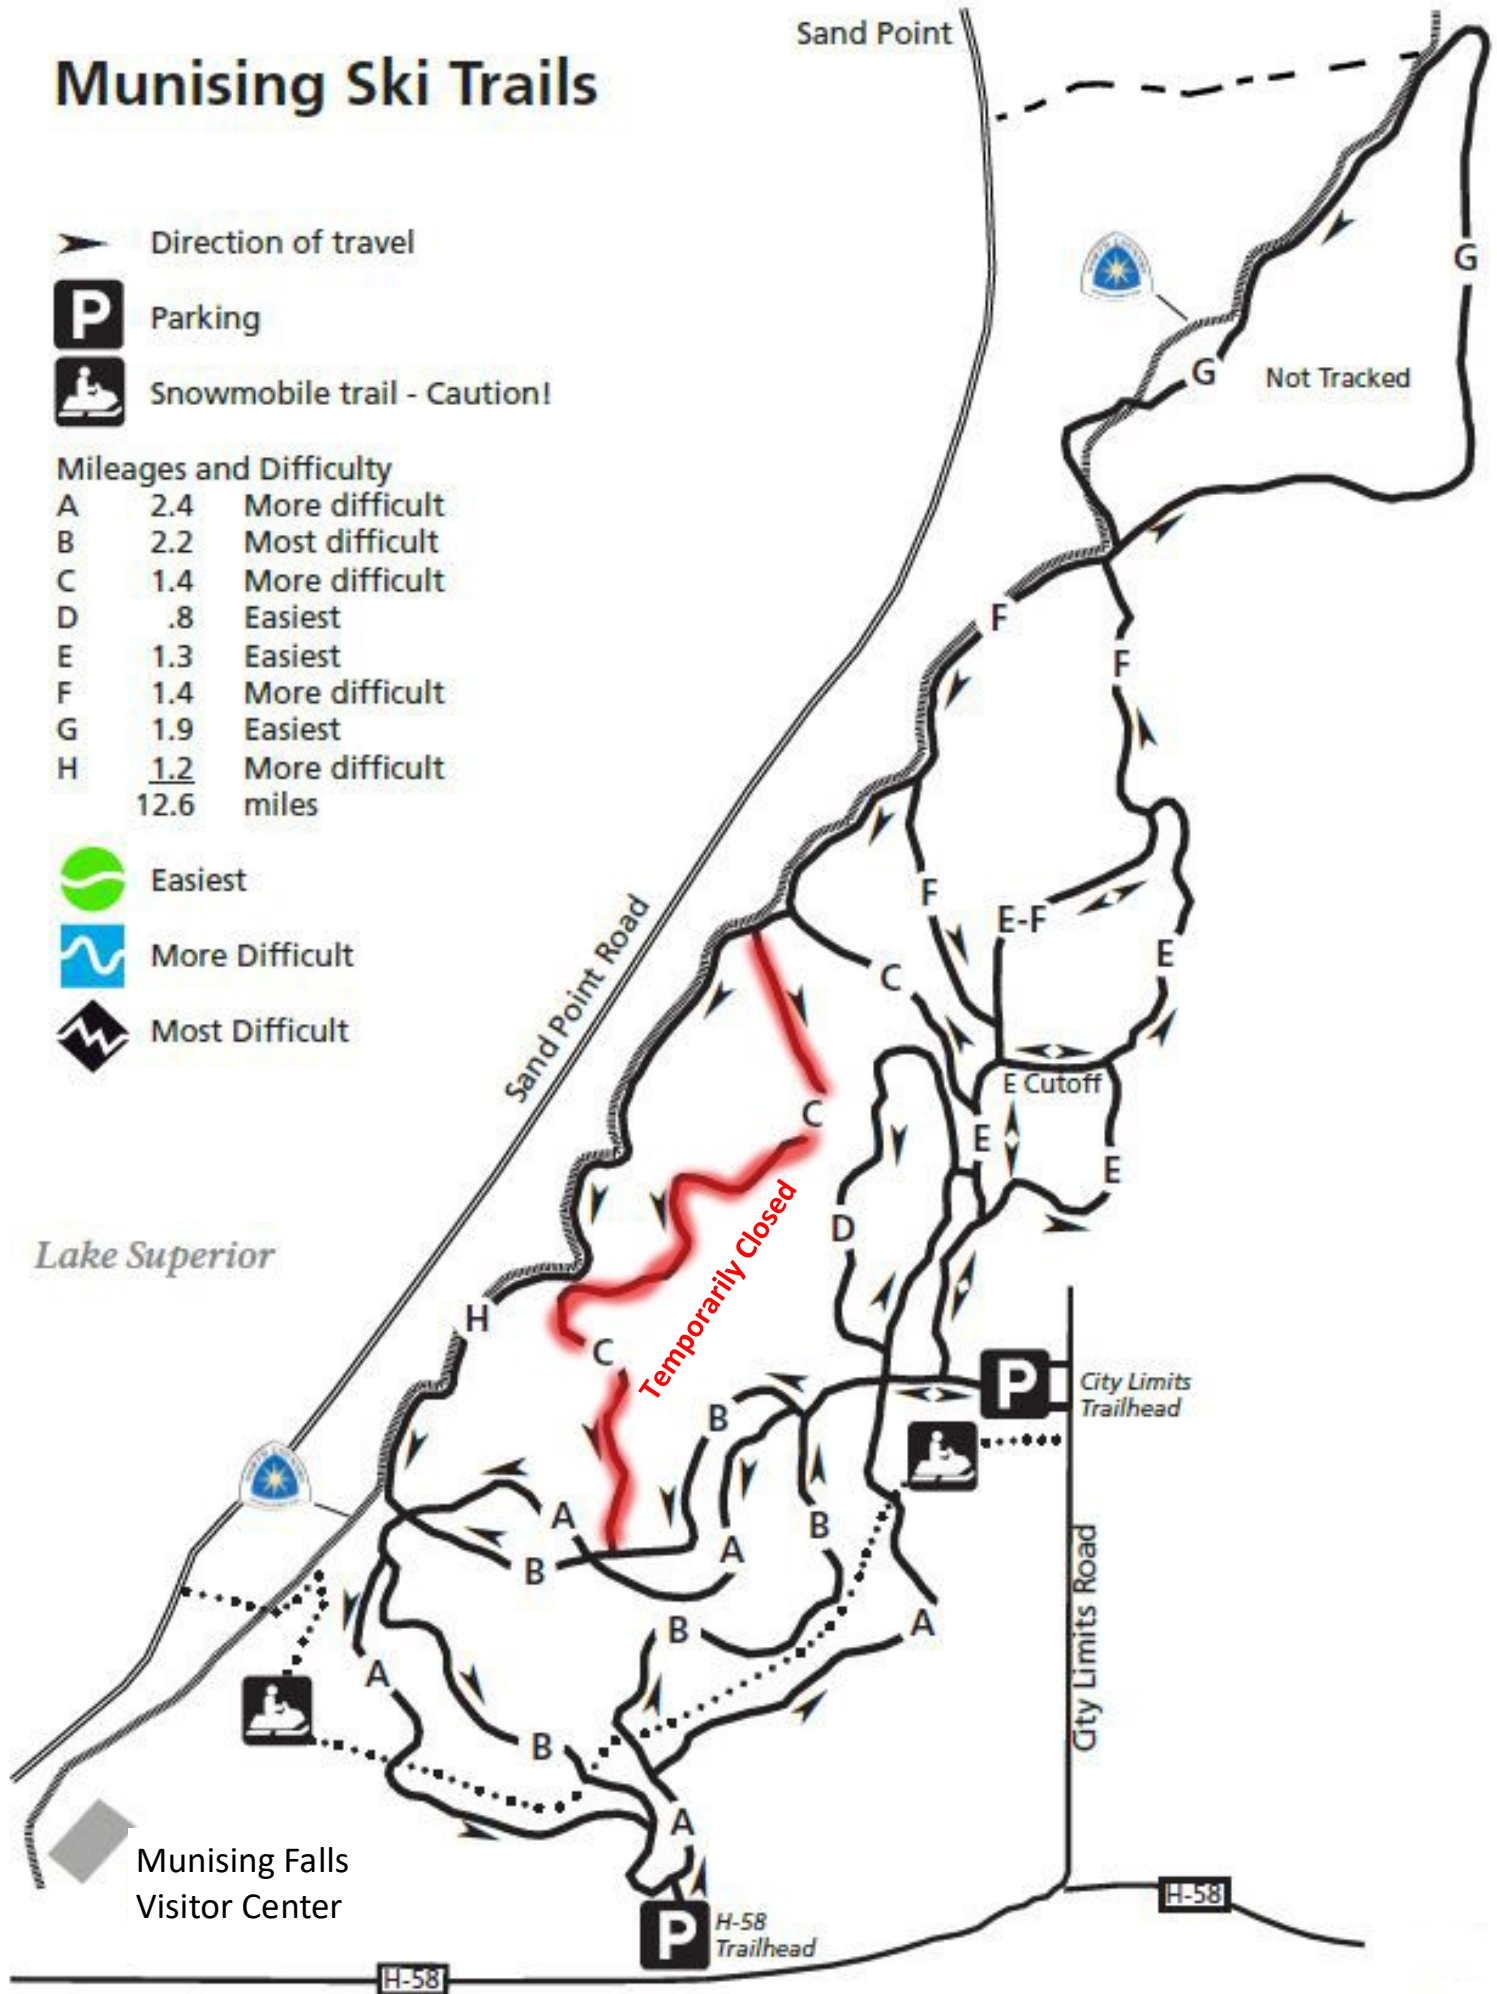 Munising Ski Trails
Sand Point
Direction of travel
P
Parking
Snowmobile trail - Caution!
Mileages and Difficulty
A 2.4 More difficult
B 2.2 Most difficult
C 1.4 More difficult
D .8 Easiest
E 1.3 Easiest
F 1.4 More difficult
G 1.9 Easiest
H 1.2 More difficult
12.6 miles
Easiest
More Difficult
Most Difficult
G
G
Not Tracked
F
F
F
E-F
E
C
Sand Point Road
E Cutoff
C
E
E
D
Lake Superior
H
C
Temporarily Closed
P
City Limits
Trailhead
B
A
B
A
B
City Limits Road
B
A
A
B
A
Munising Falls
Visitor Center
P
H-58
Trailhead
H-58
H-58